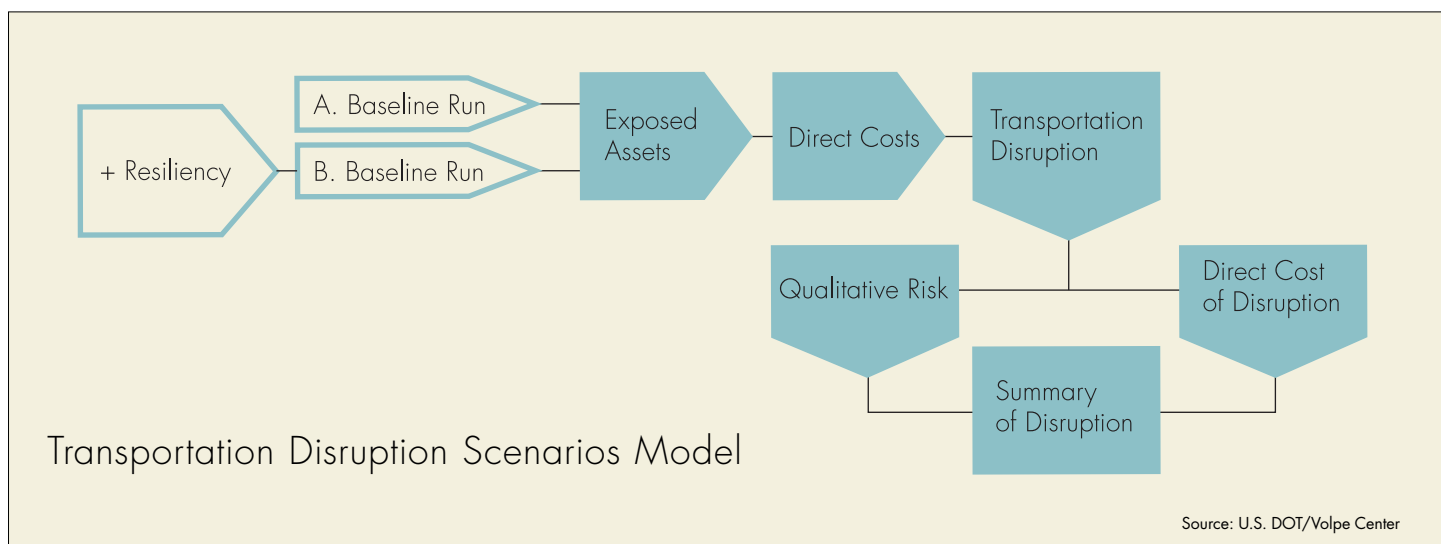 + Resiliency
A. Baseline Run
B. Baseline Run
Exposed
Assets
Direct Costs
Transportation
Disruption
Qualitative Risk
Direct Cost
of Disruption
Summary
of Disruption
Transportation Disruption Scenarios Model
Source: U.S. DOT/Volpe Center